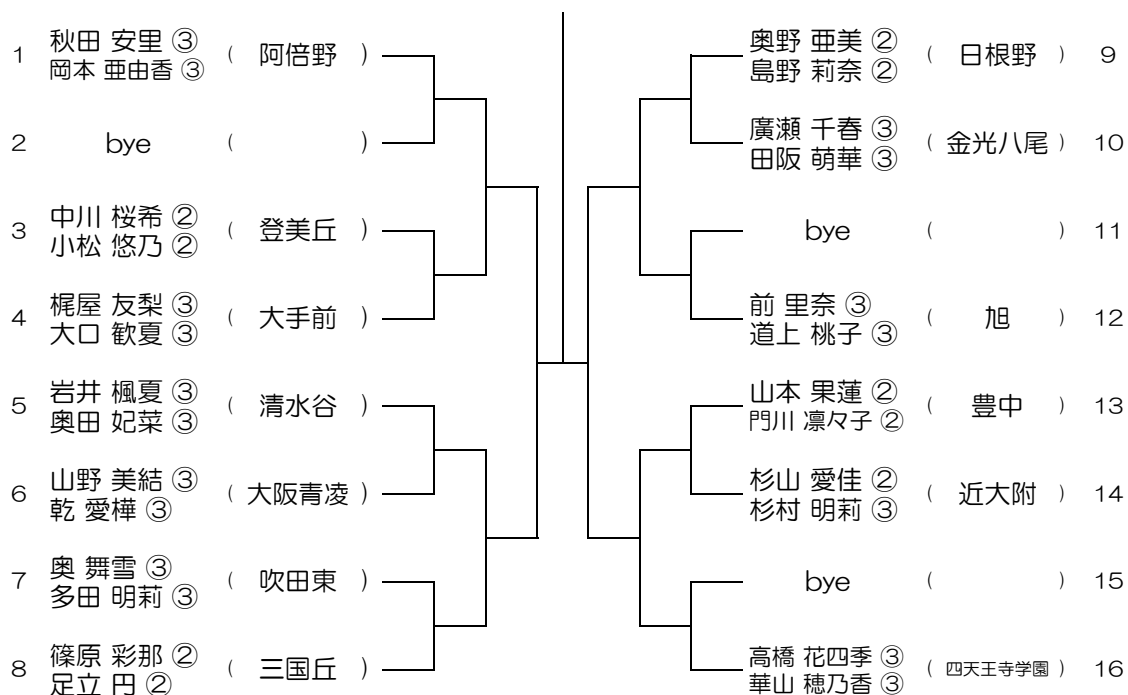 1 秋田 安里 ③ ( 阿倍野 )
岡本 亜由香 ③
2 bye ( )
3 中川 桜希 ② ( 登美丘 )
小松 悠乃 ②
4 梶屋 友梨 ③ ( 大手前 )
大口 歓夏 ③
5 岩井 楓夏 ③ ( 清水谷 )
奥田 妃菜 ③
6 山野 美結 ③ ( 大阪青凌 )
乾 愛樺 ③
7 奥 舞雪 ③ ( 吹田東 )
多田 明莉 ③
8 篠原 彩那 ② ( 三国丘 )
足立 円 ②
奥野 亜美 ② ( 日根野 ) 9
島野 莉奈 ②
廣瀬 千春 ③ ( 金光八尾 ) 10
田阪 萌華 ③
bye ( ) 11
前 里奈 ③ ( 旭 ) 12
道上 桃子 ③
山本 果蓮 ② ( 豊中 ) 13
門川 凛々子 ②
杉山 愛佳 ② ( 近大附 ) 14
杉村 明莉 ③
bye ( ) 15
高橋 花四季 ③ ( 四天王寺学園 ) 16
華山 穂乃香 ③